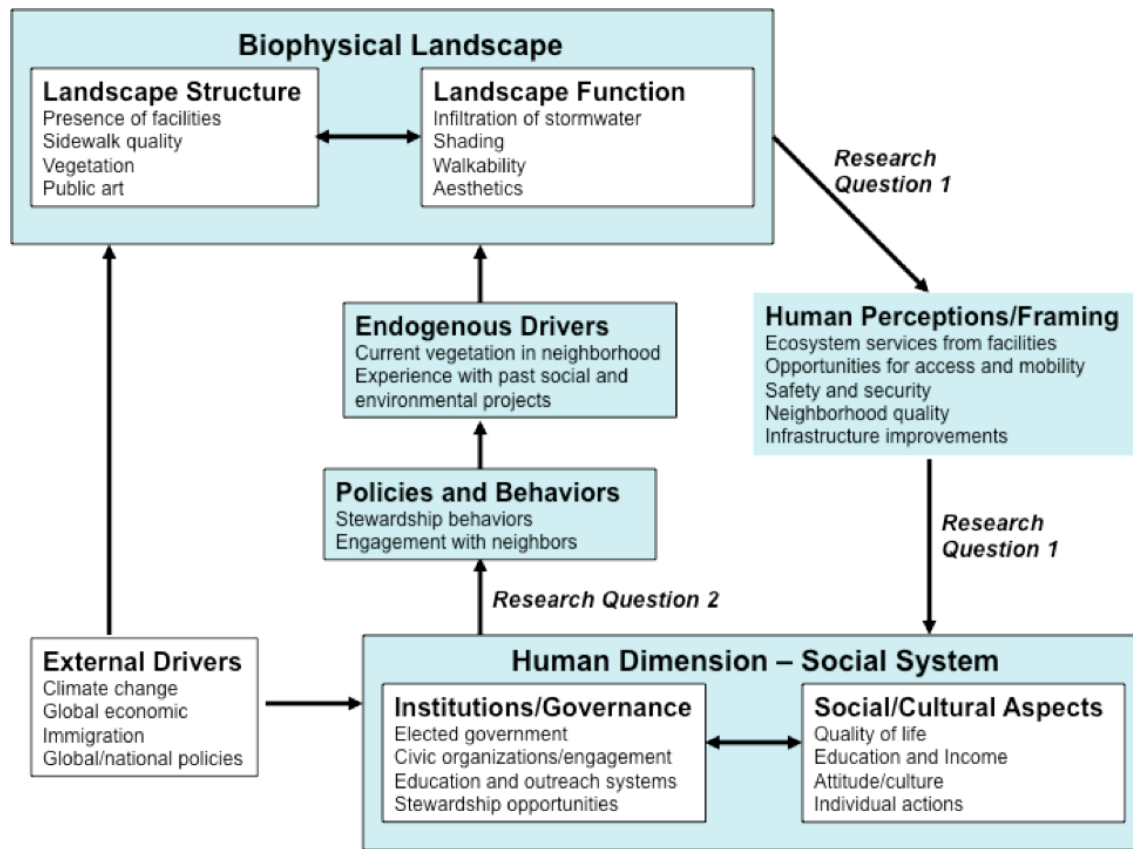 Biophysical Landscape
Landscape Structure
Presence of facilities
Sidewalk quality
Vegetation
Public art
Landscape Function
Infiltration of stormwater
Shading
Walkability
Aesthetics
Research
Question 1
Endogenous Drivers
Current vegetation in neighborhood
Experience with past social and
environmental projects
Human Perceptions/Framing
Ecosystem services from facilities
Opportunities for access and mobility
Safety and security
Neighborhood quality
Infrastructure improvements
Policies and Behaviors
Stewardship behaviors
Engagement with neighbors
Research
Question 1
Research Question 2
External Drivers
Climate change
Global economic
Immigration
Global/national policies
Human Dimension – Social System
Institutions/Governance
Elected government
Civic organizations/engagement
Education and outreach systems
Stewardship opportunities
Social/Cultural Aspects
Quality of life
Education and Income
Attitude/culture
Individual actions